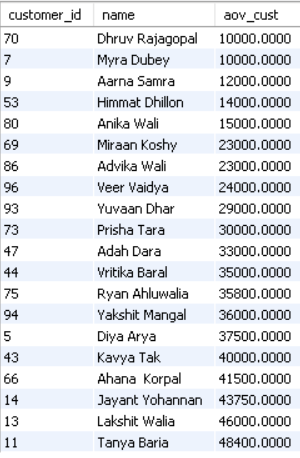 customer_id name aov_cust
70 Dhruv Rajagopal 10000.0000
7 Myra Dubey 10000.0000
9 Aarna Samra 12000.0000
53 Himmat Dhillon 14000.0000
80 Anika Wali 15000.0000
69 Miraan Koshy 23000.0000
86 Advika Wali 23000.0000
96 Veer Vaidya 24000.0000
93 Yuvaan Dhar 29000.0000
73 Prisha Tara 30000.0000
47 Adah Dara 33000.0000
44 Vritika Baral 35000.0000
75 Ryan Ahluwalia 35800.0000
94 Yakshit Mangal 36000.0000
5 Diya Arya 37500.0000
43 Kavya Tak 40000.0000
66 Ahana  Korpal 41500.0000
14 Jayant Yohannan 43750.0000
13 Lakshit Walia 46000.0000
11 Tanya Baria 48400.0000